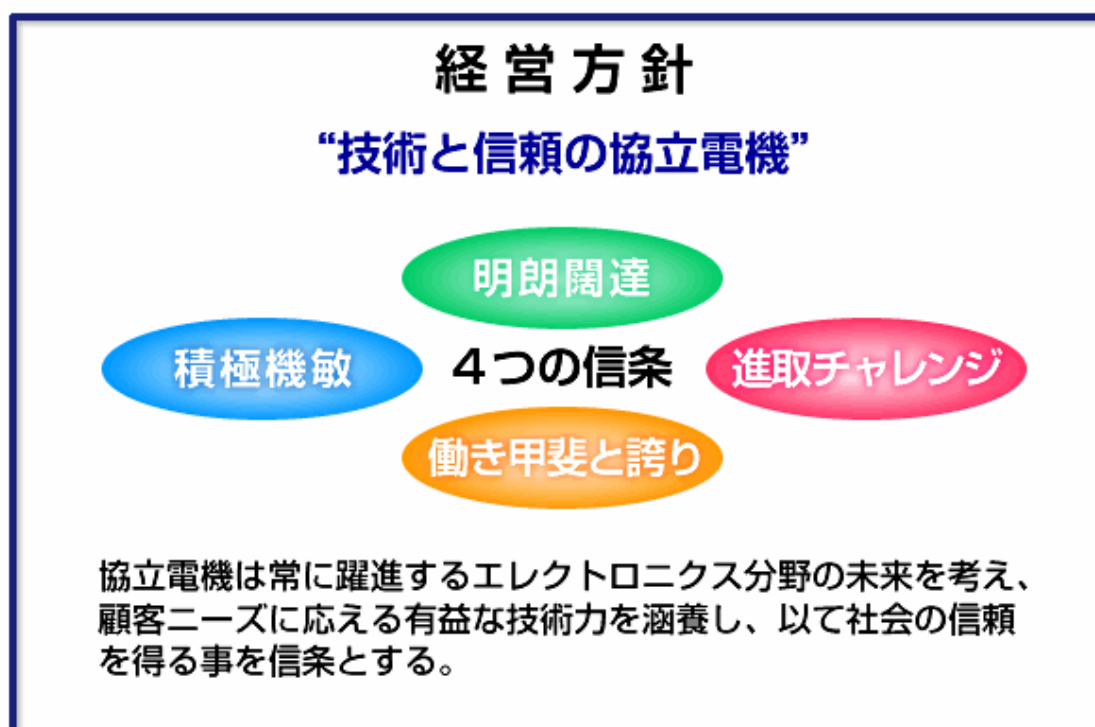 経営方針
“技術と信頼の協立電機”
明朗闊達
積極機敏
4つの信条
進取チャレンジ
働き甲斐と誇り
協立電機は常に躍進するエレクトロニクス分野の未来を考え、
顧客ニーズに応える有益な技術力を涵養し、以て社会の信頼
を得る事を信条とする。